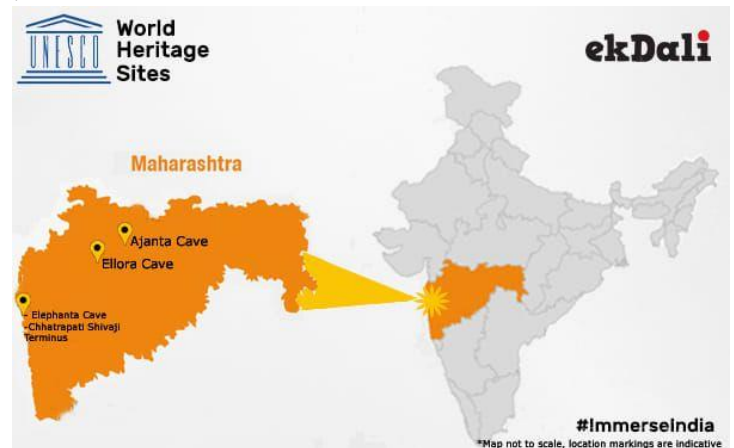 UNESCO
World
Heritage
Sites
ekDali
Maharashtra
Ajanta Cave
Ellora Cave
- Elephanta Cave
-Chhatrapati Shivaji
Terminus
#ImmerseIndia
*Map not to scale, location markings are indicative